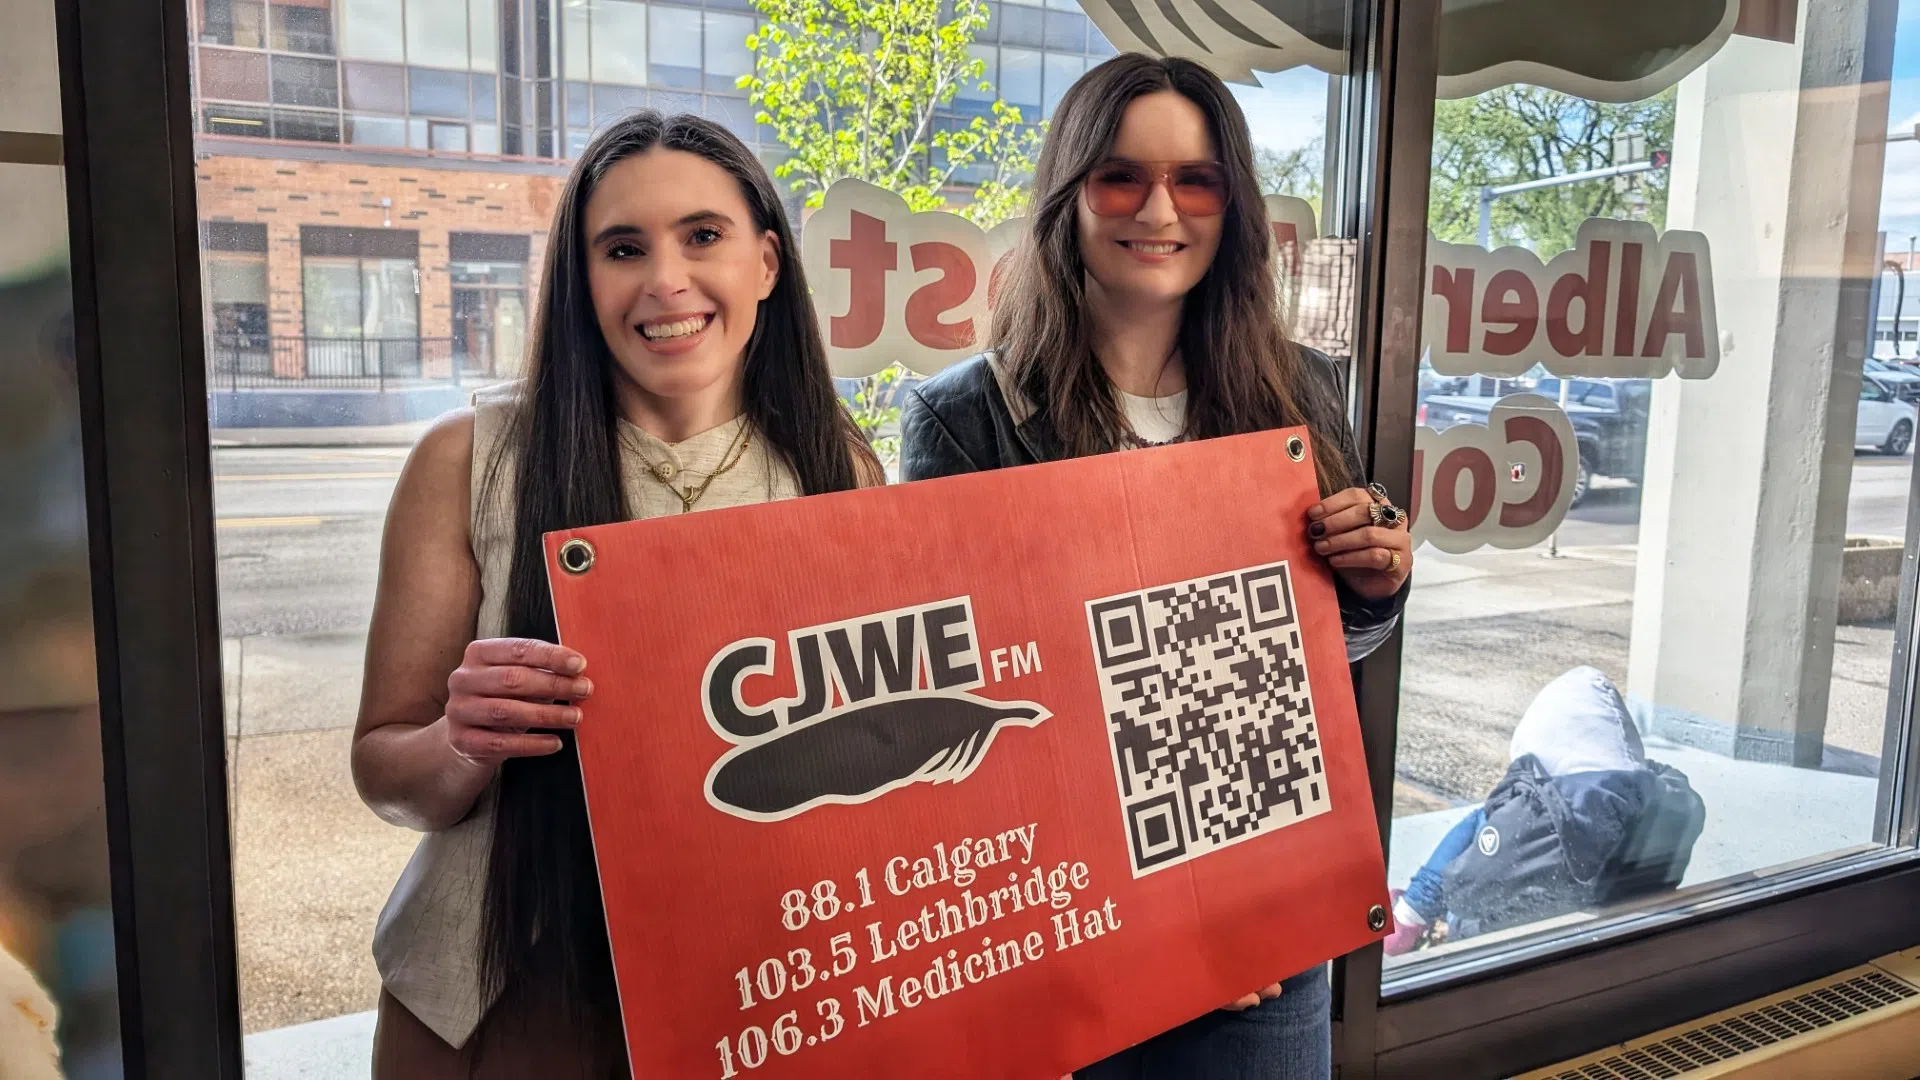 CJWE FM
88.1 Calgary
103.5 Lethbridge
106.3 Medicine Hat